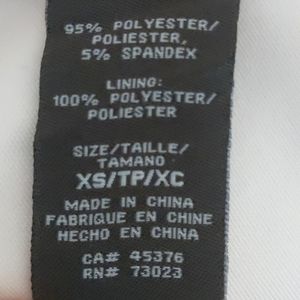 95% POLYESTER/
POLIESTER,
5% SPANDEX
LINING:
100% POLYESTER/
POLIESTER
SIZE/TAILLE/
TAMANO
XS/TP/XC
MADE IN CHINA
FABRIQUE EN CHINE
HECHO EN CHINA
CA# 45376
RN# 73023